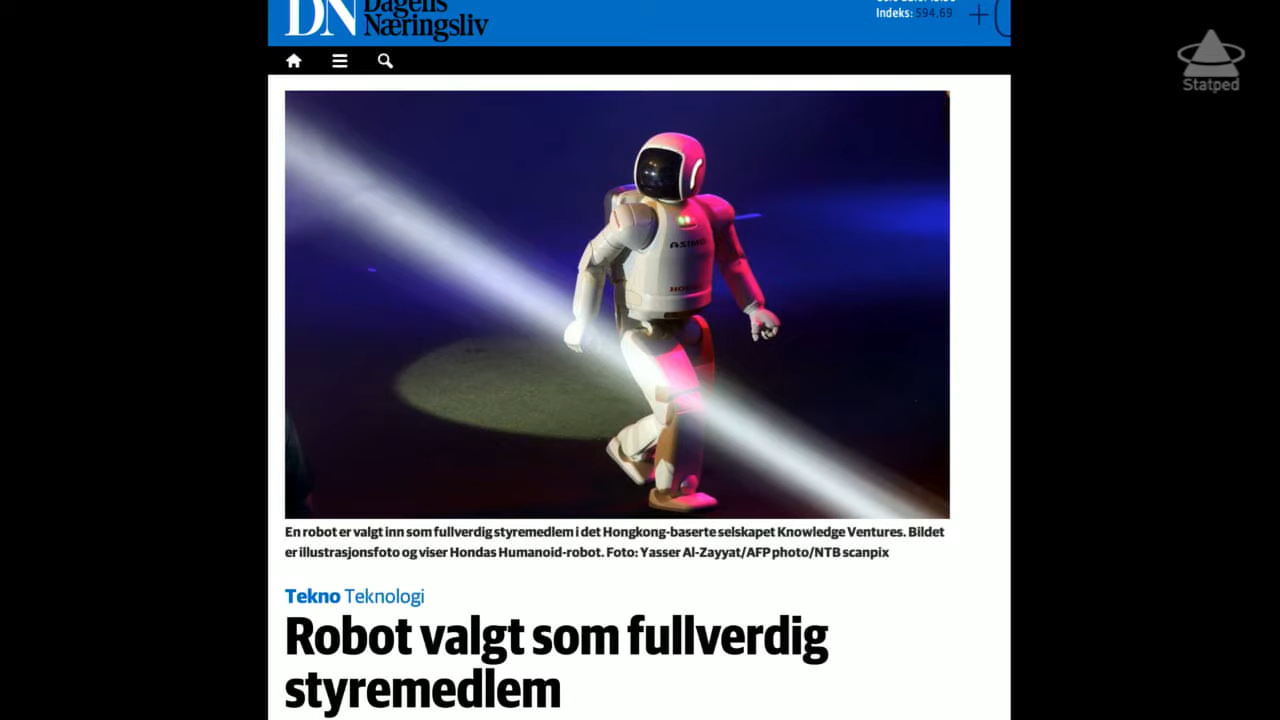 DN Dagens
Næringsliv
Indeks: 594,69
Statped
ASIMO
HONDA
En robot er valgt inn som fullverdig styremedlem i det Hongkong-baserte selskapet Knowledge Ventures. Bildet
er illustrasjonsfoto og viser Hondas Humanoid-robot. Foto: Yasser Al-Zayyat/AFP photo/NTB scanpix
Tekno Teknologi
Robot valgt som fullverdig
styremedlem